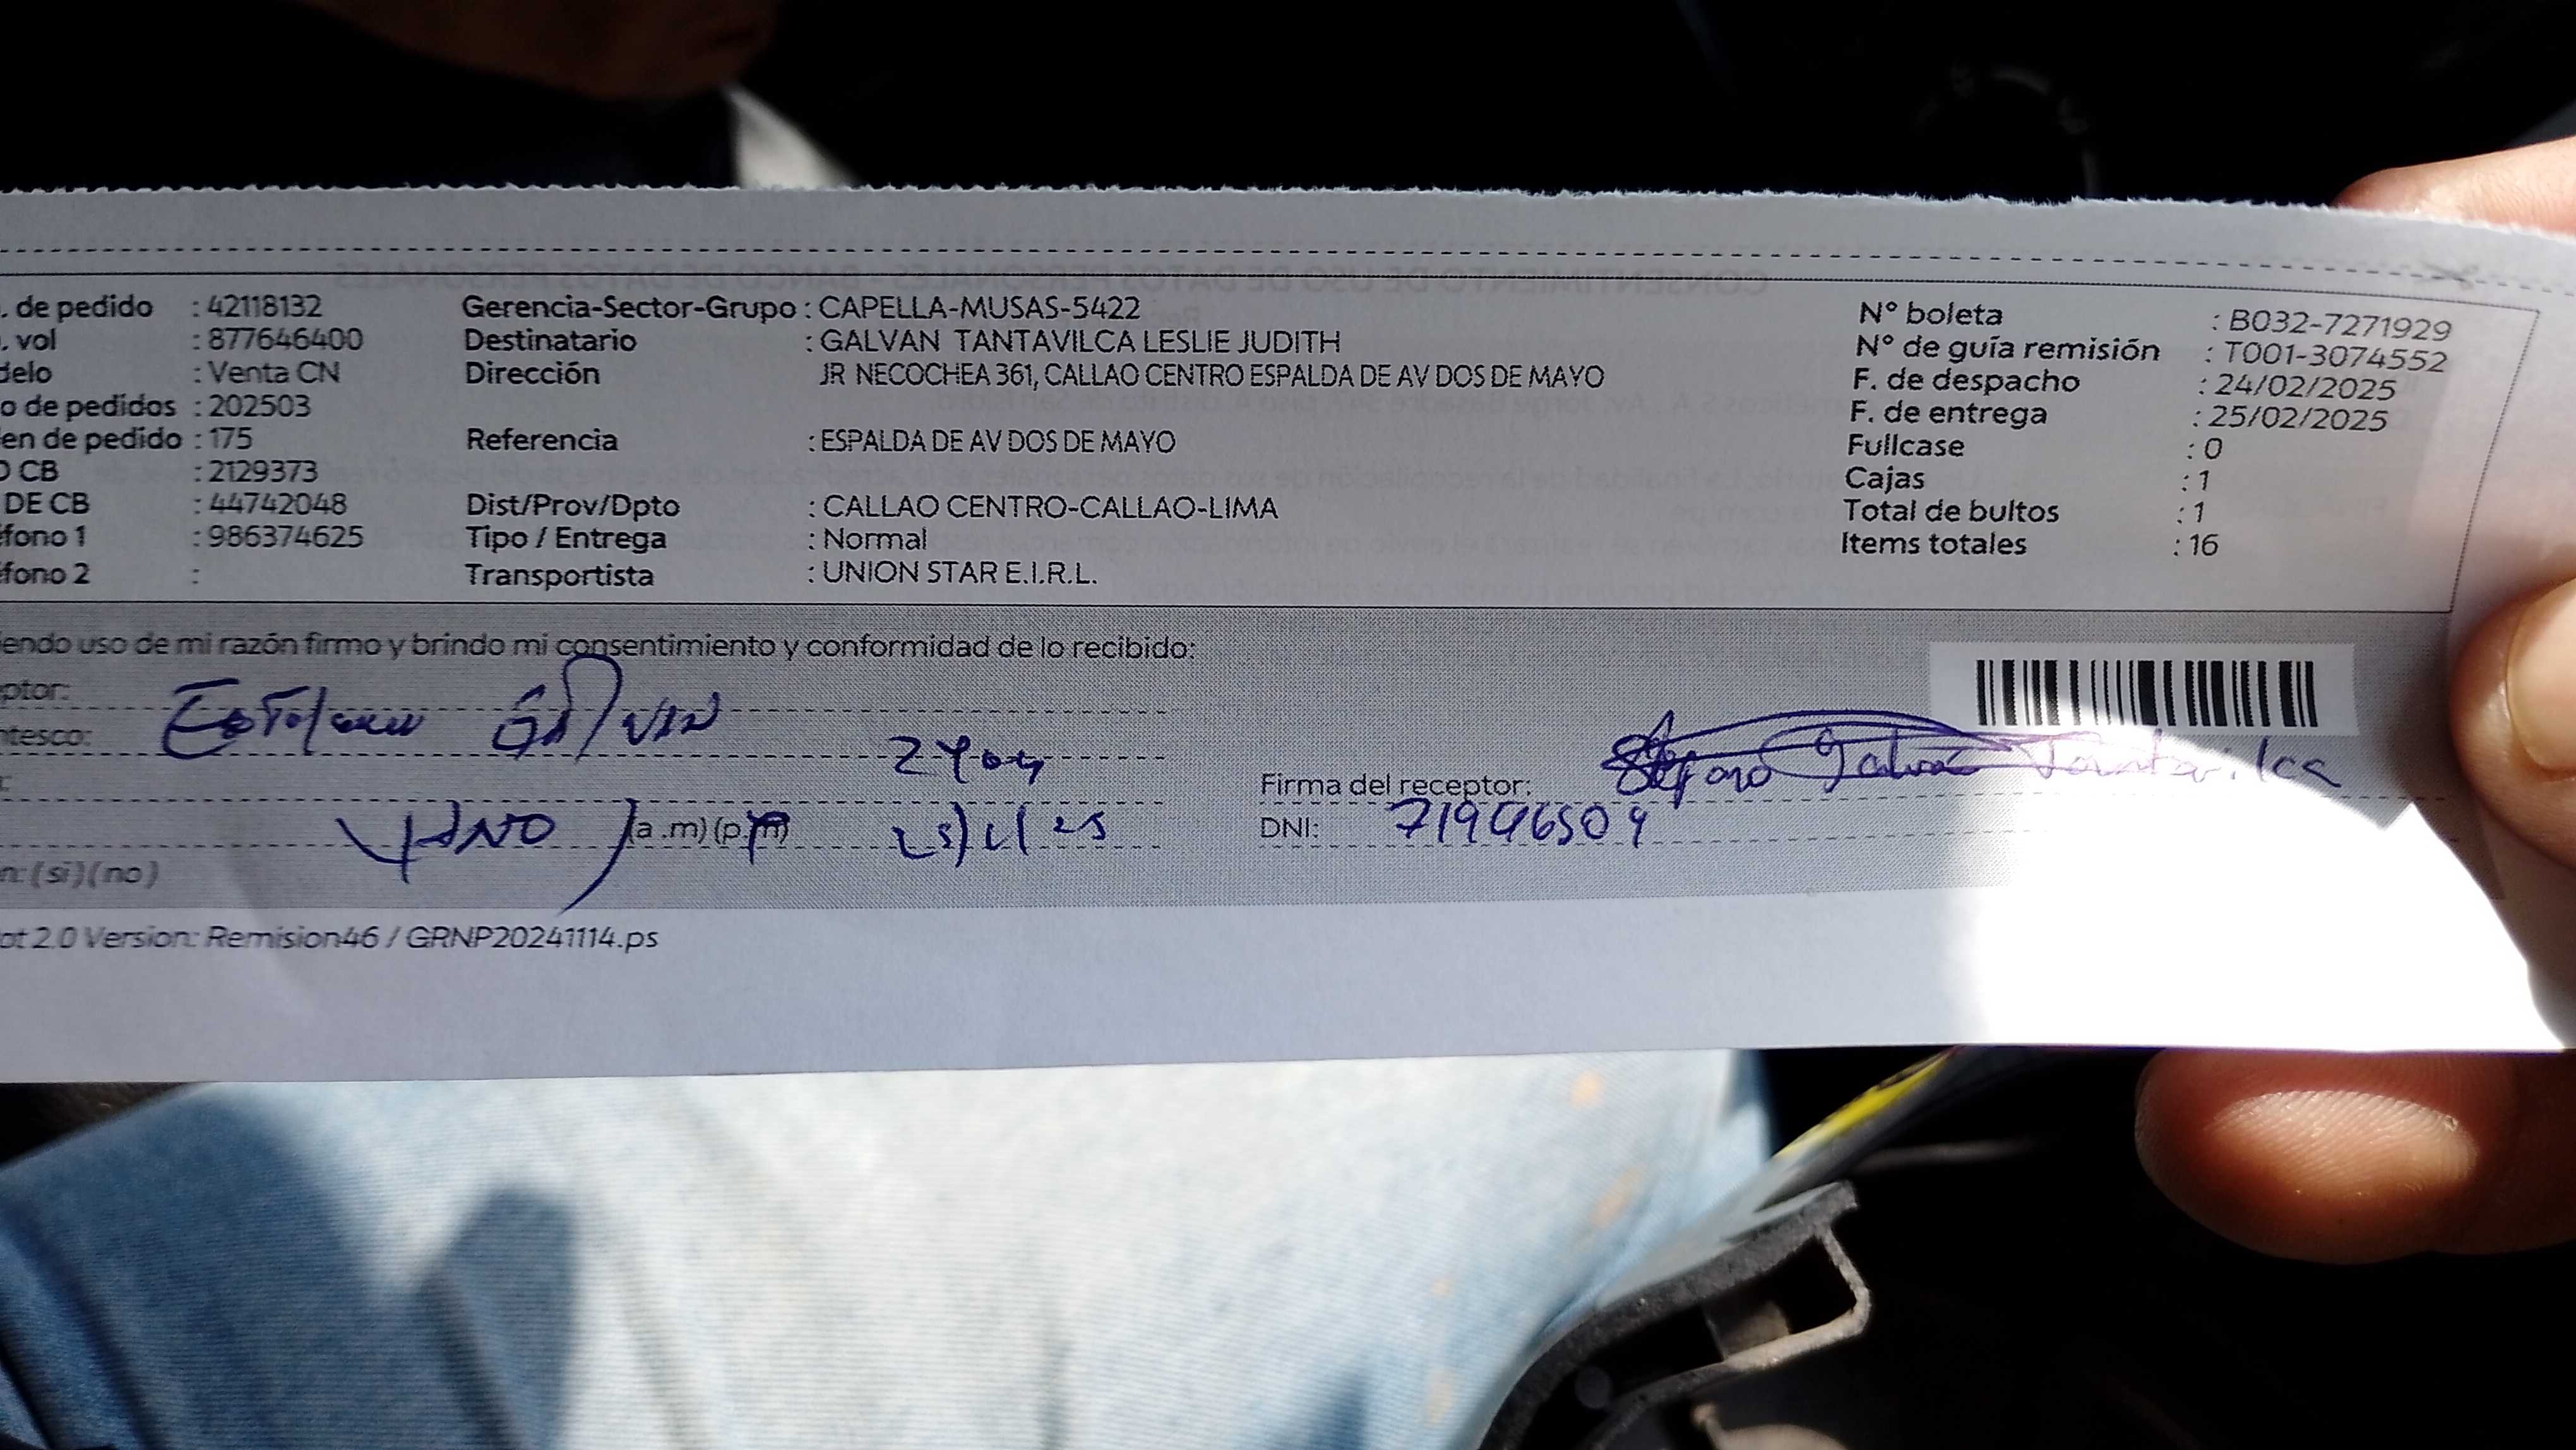 . de pedido : 42118132 Gerencia-Sector-Grupo : CAPELLA-MUSAS-5422 N° boleta : B032-7271929
. vol : 877646400 Destinatario : GALVAN TANTAVILCA LESLIE JUDITH N° de guía remisión : T001-3074552
delo : Venta CN Dirección JR NECOCHEA 361, CALLAO CENTRO ESPALDA DE AV DOS DE MAYO F. de despacho : 24/02/2025
o de pedidos : 202503 F. de entrega : 25/02/2025
en de pedido : 175 Referencia : ESPALDA DE AV DOS DE MAYO Fullcase : 0
O CB : 2129373 Cajas : 1
DE CB : 44742048 Dist/Prov/Dpto : CALLAO CENTRO-CALLAO-LIMA Total de bultos : 1
fono 1 : 986374625 Tipo / Entrega : Normal Items totales : 16
fono 2 : Transportista : UNION STAR E.I.R.L.
endo uso de mi razón firmo y brindo mi consentimiento y conformidad de lo recibido:
ptor:
tesco: Galvan
Firma del receptor: Galvan Tantavilca
(a .m) (p.m) DNI:
n: (si) (no)
ot 2.0 Version: Remision46 / GRNP20241114.ps